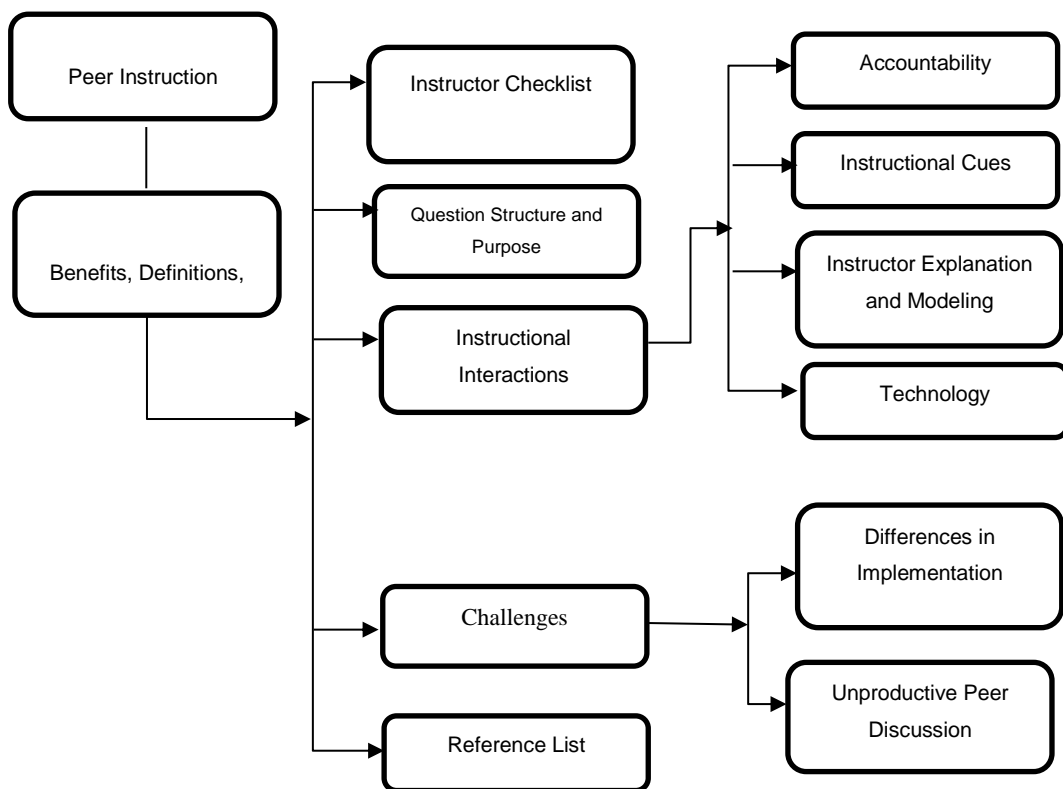 Peer Instruction
Benefits, Definitions,
Instructor Checklist
Question Structure and
Purpose
Instructional
Interactions
Challenges
Reference List
Accountability
Instructional Cues
Instructor Explanation
and Modeling
Technology
Differences in
Implementation
Unproductive Peer
Discussion